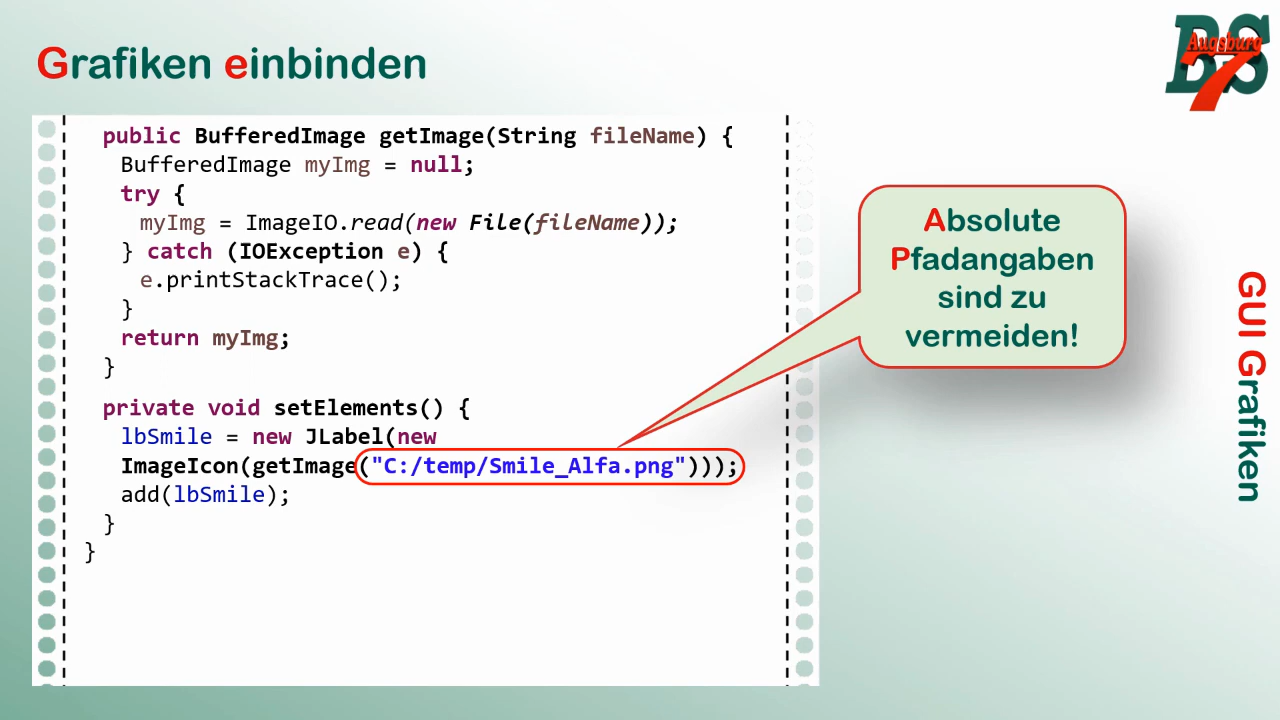 Grafiken einbinden
BS
Augsburg
7
public BufferedImage getImage(String fileName) {
BufferedImage myImg = null;
try {
myImg = ImageIO.read(new File(fileName));
} catch (IOException e) {
e.printStackTrace();
}
return myImg;
}
private void setElements() {
lbSmile = new JLabel(new
ImageIcon(getImage("C:/temp/Smile_Alfa.png")));
add(lbSmile);
}
}
Absolute
Pfadangaben
sind zu
vermeiden!
GUI Grafiken